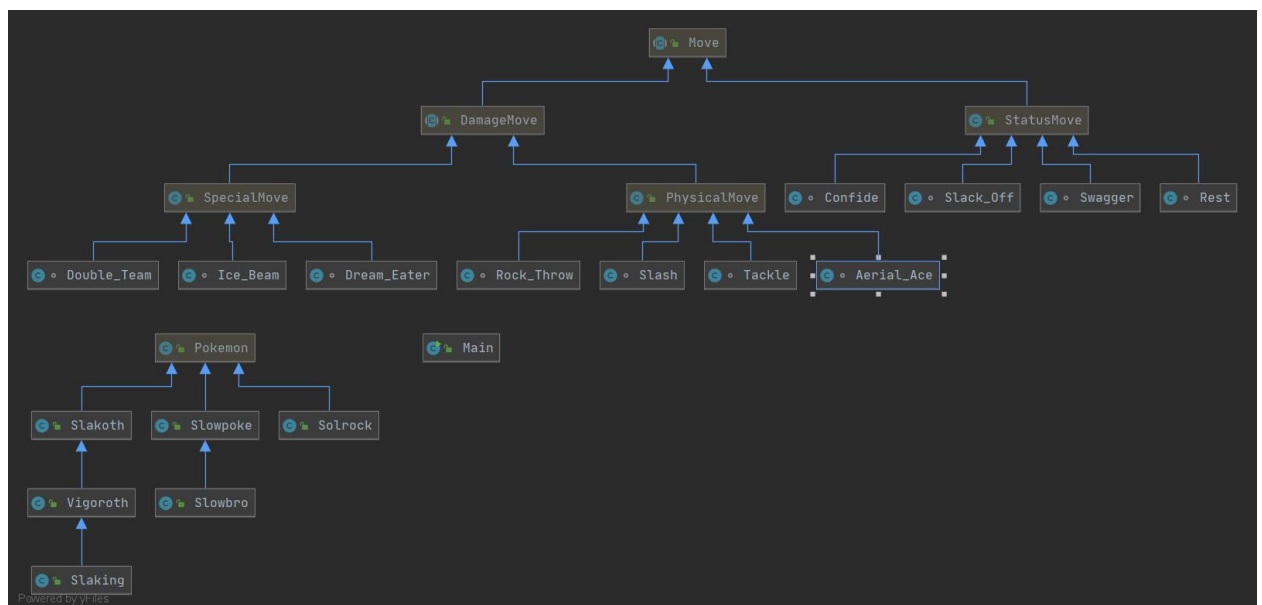 Move
DamageMove
StatusMove
SpecialMove
PhysicalMove
Confide
Slack_Off
Swagger
Rest
Double_Team
Ice_Beam
Dream_Eater
Rock_Throw
Slash
Tackle
Aerial_Ace
Pokemon
Main
Slakoth
Slowpoke
Solrock
Vigoroth
Slowbro
Slaking
Powered by yFiles